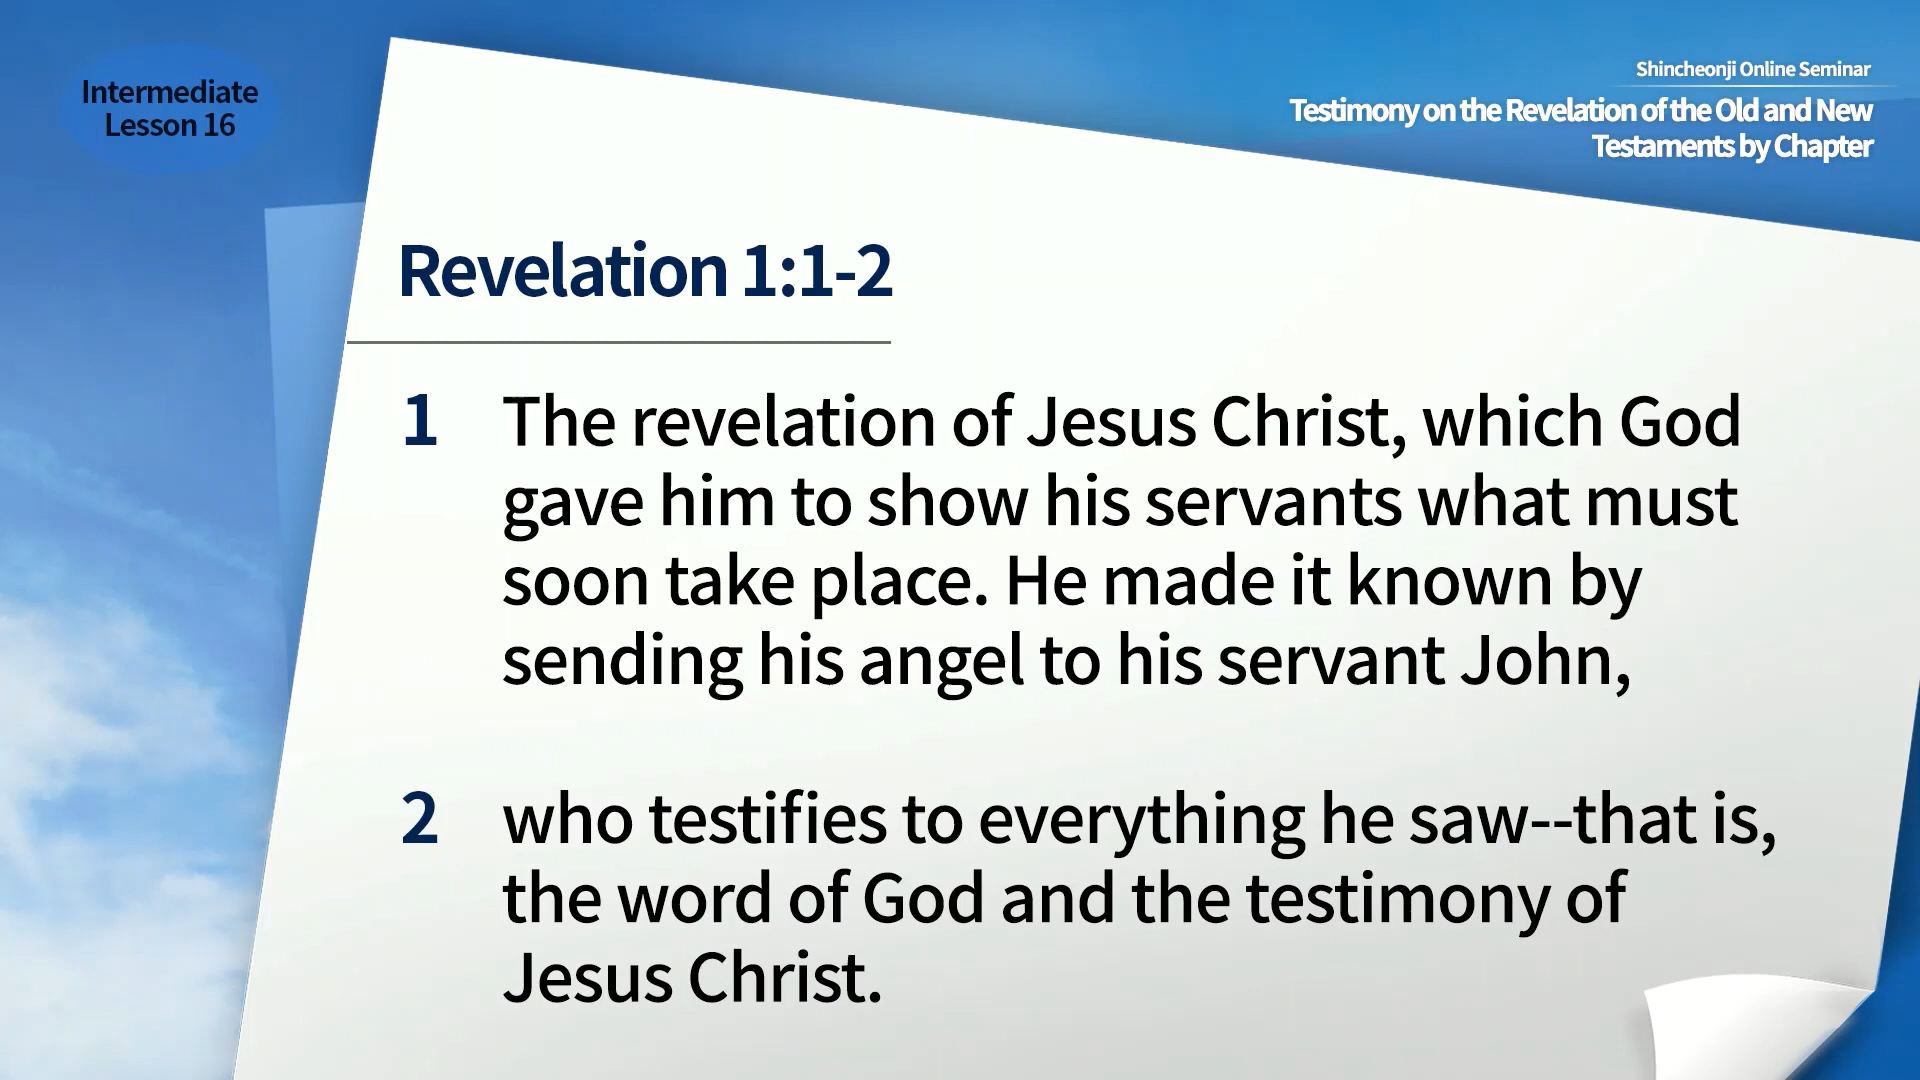 Intermediate
Lesson 16
Shincheonji Online Seminar
Testimony on the Revelation of the Old and New
Testaments by Chapter
Revelation 1:1-2
1 The revelation of Jesus Christ, which God
gave him to show his servants what must
soon take place. He made it known by
sending his angel to his servant John,
2 who testifies to everything he saw--that is,
the word of God and the testimony of
Jesus Christ.